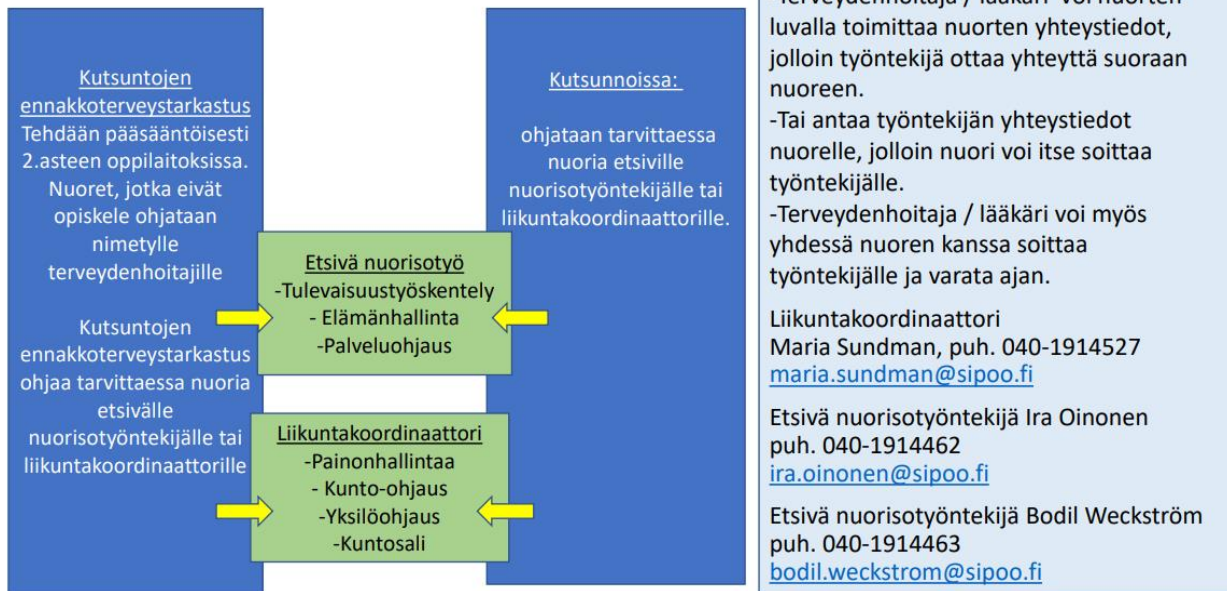 Kutsuntojen
ennakkoterveystarkastus
Tehdään pääsääntöisesti
2.asteen oppilaitoksissa.
Nuoret, jotka eivät
opiskele ohjataan
nimetylle
terveydenhoitajille
Kutsuntojen
ennakkoterveystarkastus
ohjaa tarvittaessa nuoria
etsivälle
nuorisotyöntekijälle tai
liikuntakoordinaattorille
Etsivä nuorisotyö
-Tulevaisuustyöskentely
- Elämänhallinta
-Palveluohjaus
Liikuntakoordinaattori
-Painonhallintaa
- Kunto-ohjaus
-Yksilöohjaus
-Kuntosali
Kutsunnoissa:
ohjataan tarvittaessa
nuoria etsiville
nuorisotyöntekijälle tai
liikuntakoordinaattorille.
-Terveydenhoitaja / lääkäri voi nuorten
luvalla toimittaa nuorten yhteystiedot,
jolloin työntekijä ottaa yhteyttä suoraan
nuoreen.
-Tai antaa työntekijän yhteystiedot
nuorelle, jolloin nuori voi itse soittaa
työntekijälle.
-Terveydenhoitaja / lääkäri voi myös
yhdessä nuoren kanssa soittaa
työntekijälle ja varata ajan.
Liikuntakoordinaattori
Maria Sundman, puh. 040-1914527
maria.sundman@sipoo.fi
Etsivä nuorisotyöntekijä Ira Oinonen
puh. 040-1914462
ira.oinonen@sipoo.fi
Etsivä nuorisotyöntekijä Bodil Weckström
puh. 040-1914463
bodil.weckstrom@sipoo.fi